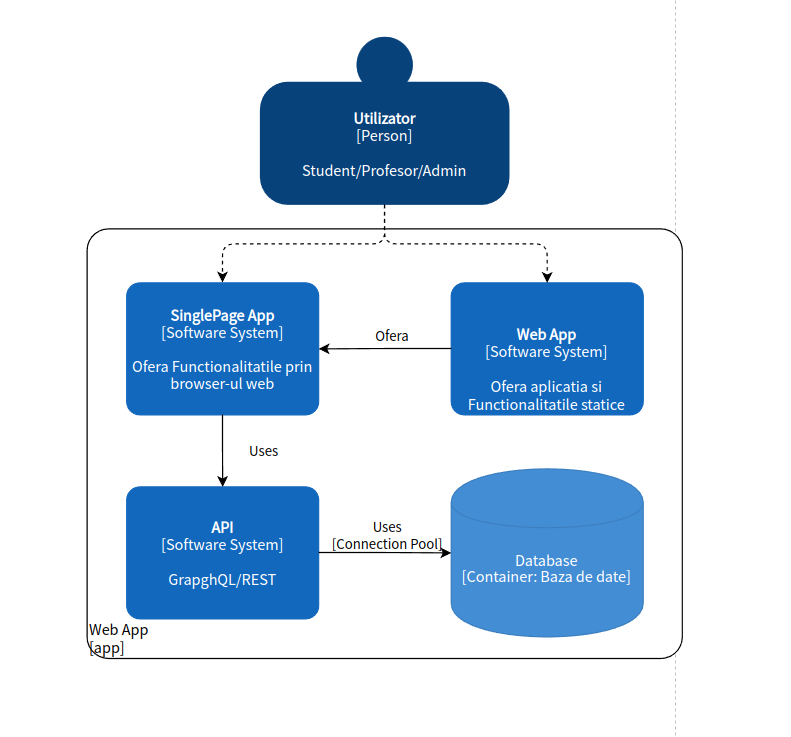 Utilizator
[Person]
Student/Profesor/Admin
SinglePage App
[Software System]
Ofera Functionalitatile prin
browser-ul web
Ofera
Web App
[Software System]
Ofera aplicatia si
Functionalitatile statice
Uses
API
[Software System]
GrapghQL/REST
Uses
[Connection Pool]
Database
[Container: Baza de date]
Web App
[app]